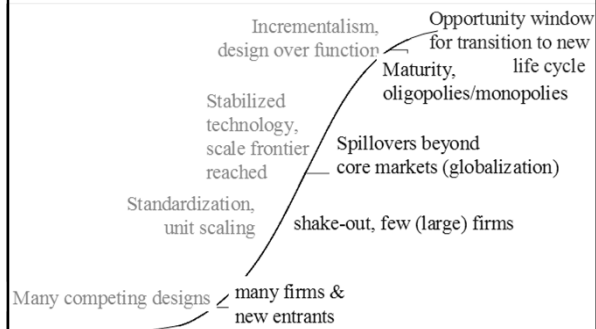 Incrementalism,
design over function
Opportunity window
for transition to new
life cycle
Maturity,
oligopolies/monopolies
Stabilized
technology,
scale frontier
reached
Spillovers beyond
core markets (globalization)
Standardization,
unit scaling
shake-out, few (large) firms
Many competing designs
many firms &
new entrants